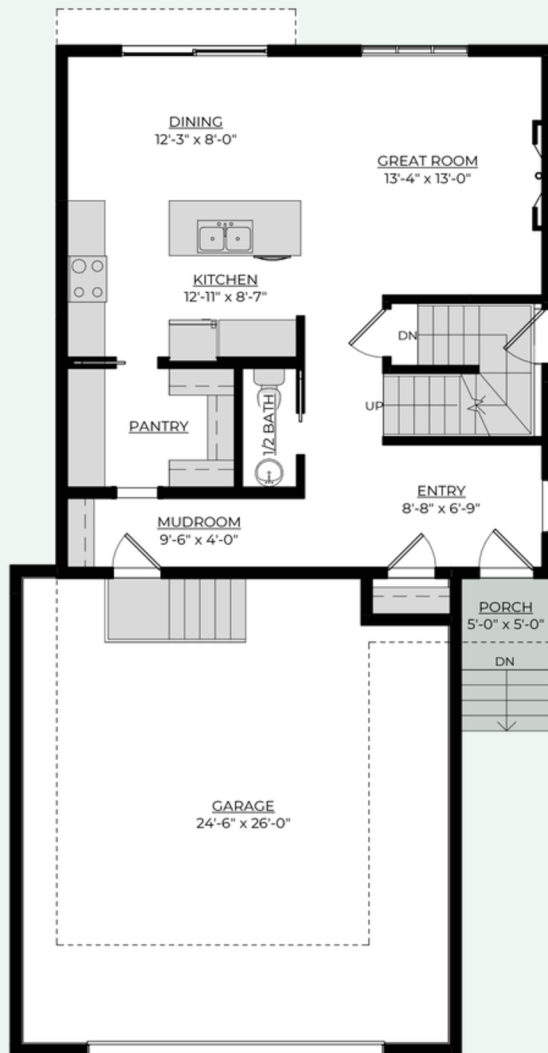 DINING
12'-3" x 8'-0"
GREAT ROOM
13'-4" x 13'-0"
KITCHEN
12'-11" x 8'-7"
DN
UP
PANTRY
1/2 BATH
ENTRY
8'-8" x 6'-9"
MUDROOM
9'-6" x 4'-0"
PORCH
5'-0" x 5'-0"
DN
GARAGE
24'-6" x 26'-0"